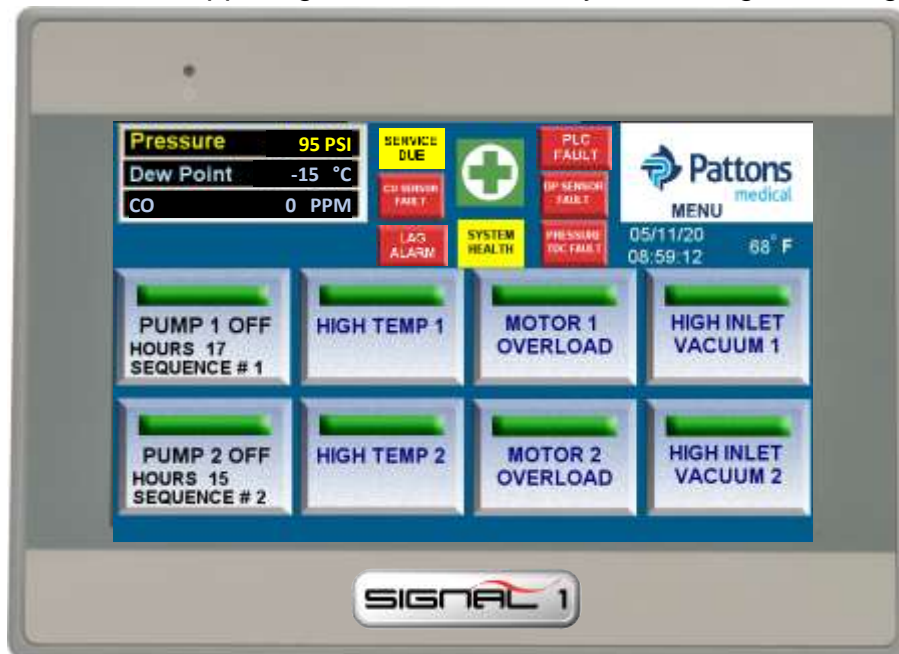 Pressure 95 PSI
Dew Point -15 °C
CO 0 PPM
SERVICE
DUE
CO SENSOR
FAULT
LAG
ALARM
SYSTEM
HEALTH
PLC
FAULT
DP SENSOR
FAULT
PRESSURE
TDC FAULT
Pattons
medical
MENU
05/11/20
08:59:12
68° F
PUMP 1 OFF
HOURS 17
SEQUENCE # 1
HIGH TEMP 1
MOTOR 1
OVERLOAD
HIGH INLET
VACUUM 1
PUMP 2 OFF
HOURS 15
SEQUENCE # 2
HIGH TEMP 2
MOTOR 2
OVERLOAD
HIGH INLET
VACUUM 2
SIGNAL 1